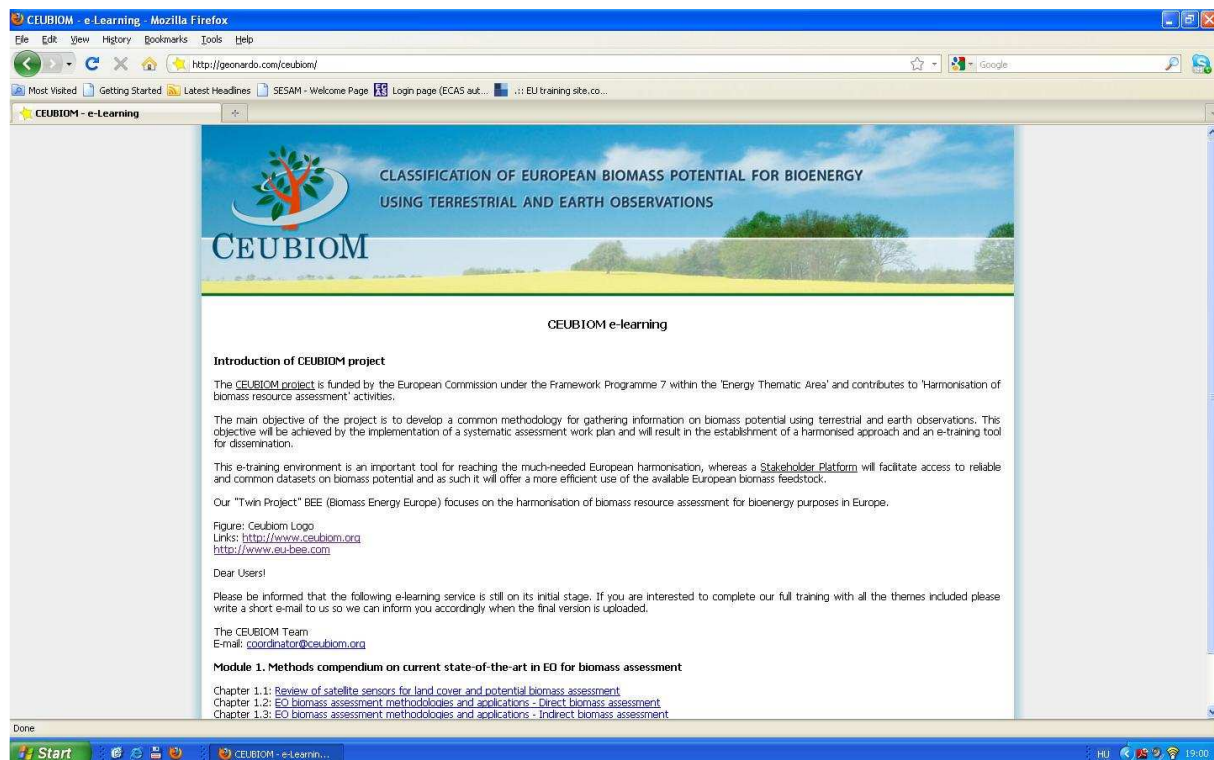 CEUBIOM - e-Learning - Mozilla Firefox
File Edit View History Bookmarks Tools Help
http://geonardo.com/ceubiom/
Google
Most Visited Getting Started Latest Headlines SESAM - Welcome Page Login page (ECAS aut... .:: EU training site.co...
CEUBIOM - e-Learning
CLASSIFICATION OF EUROPEAN BIOMASS POTENTIAL FOR BIOENERGY
USING TERRESTRIAL AND EARTH OBSERVATIONS
CEUBIOM
CEUBIOM e-learning
Introduction of CEUBIOM project
The CEUBIOM project is funded by the European Commission under the Framework Programme 7 within the 'Energy Thematic Area' and contributes to 'Harmonisation of
biomass resource assessment' activities.
The main objective of the project is to develop a common methodology for gathering information on biomass potential using terrestrial and earth observations. This
objective will be achieved by the implementation of a systematic assessment work plan and will result in the establishment of a harmonised approach and an e-training tool
for dissemination.
This e-training environment is an important tool for reaching the much-needed European harmonisation, whereas a Stakeholder Platform will facilitate access to reliable
and common datasets on biomass potential and as such it will offer a more efficient use of the available European biomass feedstock.
Our "Twin Project" BEE (Biomass Energy Europe) focuses on the harmonisation of biomass resource assessment for bioenergy purposes in Europe.
Figure: Ceubiom Logo
Links: http://www.ceubiom.org
http://www.eu-bee.com
Dear Users!
Please be informed that the following e-learning service is still on its initial stage. If you are interested to complete our full training with all the themes included please
write a short e-mail to us so we can inform you accordingly when the final version is uploaded.
The CEUBIOM Team
E-mail: coordinator@ceubiom.org
Module 1. Methods compendium on current state-of-the-art in EO for biomass assessment
Chapter 1.1: Review of satellite sensors for land cover and potential biomass assessment
Chapter 1.2: EO biomass assessment methodologies and applications - Direct biomass assessment
Chapter 1.3: EO biomass assessment methodologies and applications - Indirect biomass assessment
Done
Start CEUBIOM - e-Learnin... HU 19:00